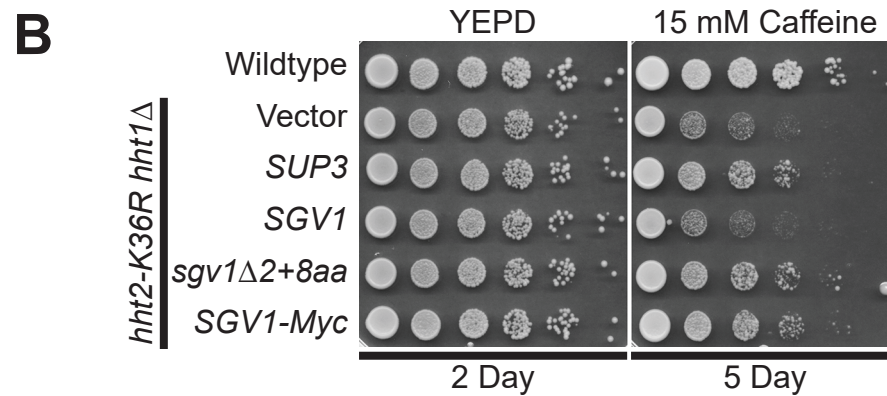 B
YEPD
15 mM Caffeine
Wildtype
hht2-K36R hht1Δ
Vector
SUP3
SGV1
sgv1Δ2+8aa
SGV1-Myc
2 Day
5 Day